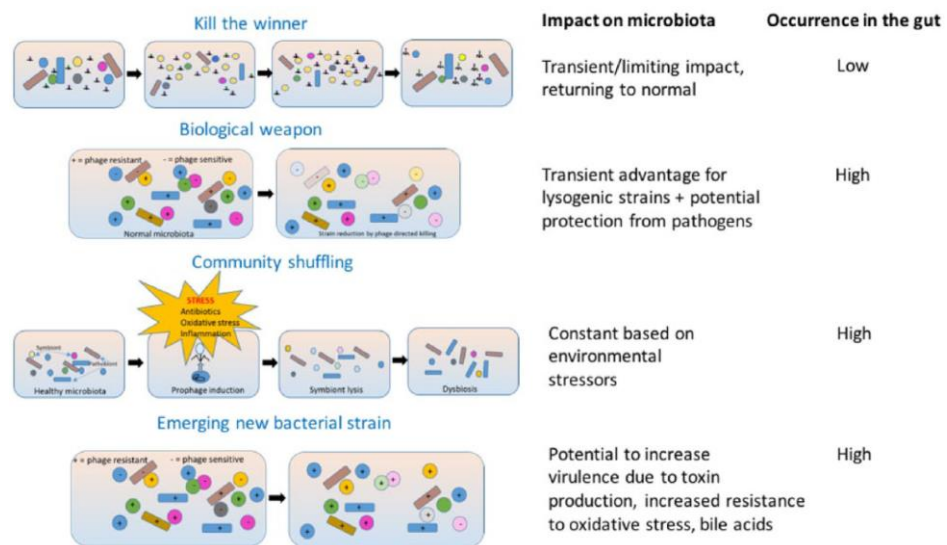 Kill the winner
Impact on microbiota
Occurrence in the gut
Transient/limiting impact,
returning to normal
Low
Biological weapon
+ = phage resistant
- = phage sensitive
Normal microbiota
Strain reduction by phage directed killing
Transient advantage for
lysogenic strains + potential
protection from pathogens
High
Community shuffling
STRESS
Antibiotics
Oxidative stress
Inflammation
Symbiont
Pathobiont
Healthy microbiota
Prophage induction
Symbiont lysis
Dysbiosis
Constant based on
environmental
stressors
High
Emerging new bacterial strain
+ = phage resistant
- = phage sensitive
Potential to increase
virulence due to toxin
production, increased resistance
to oxidative stress, bile acids
High